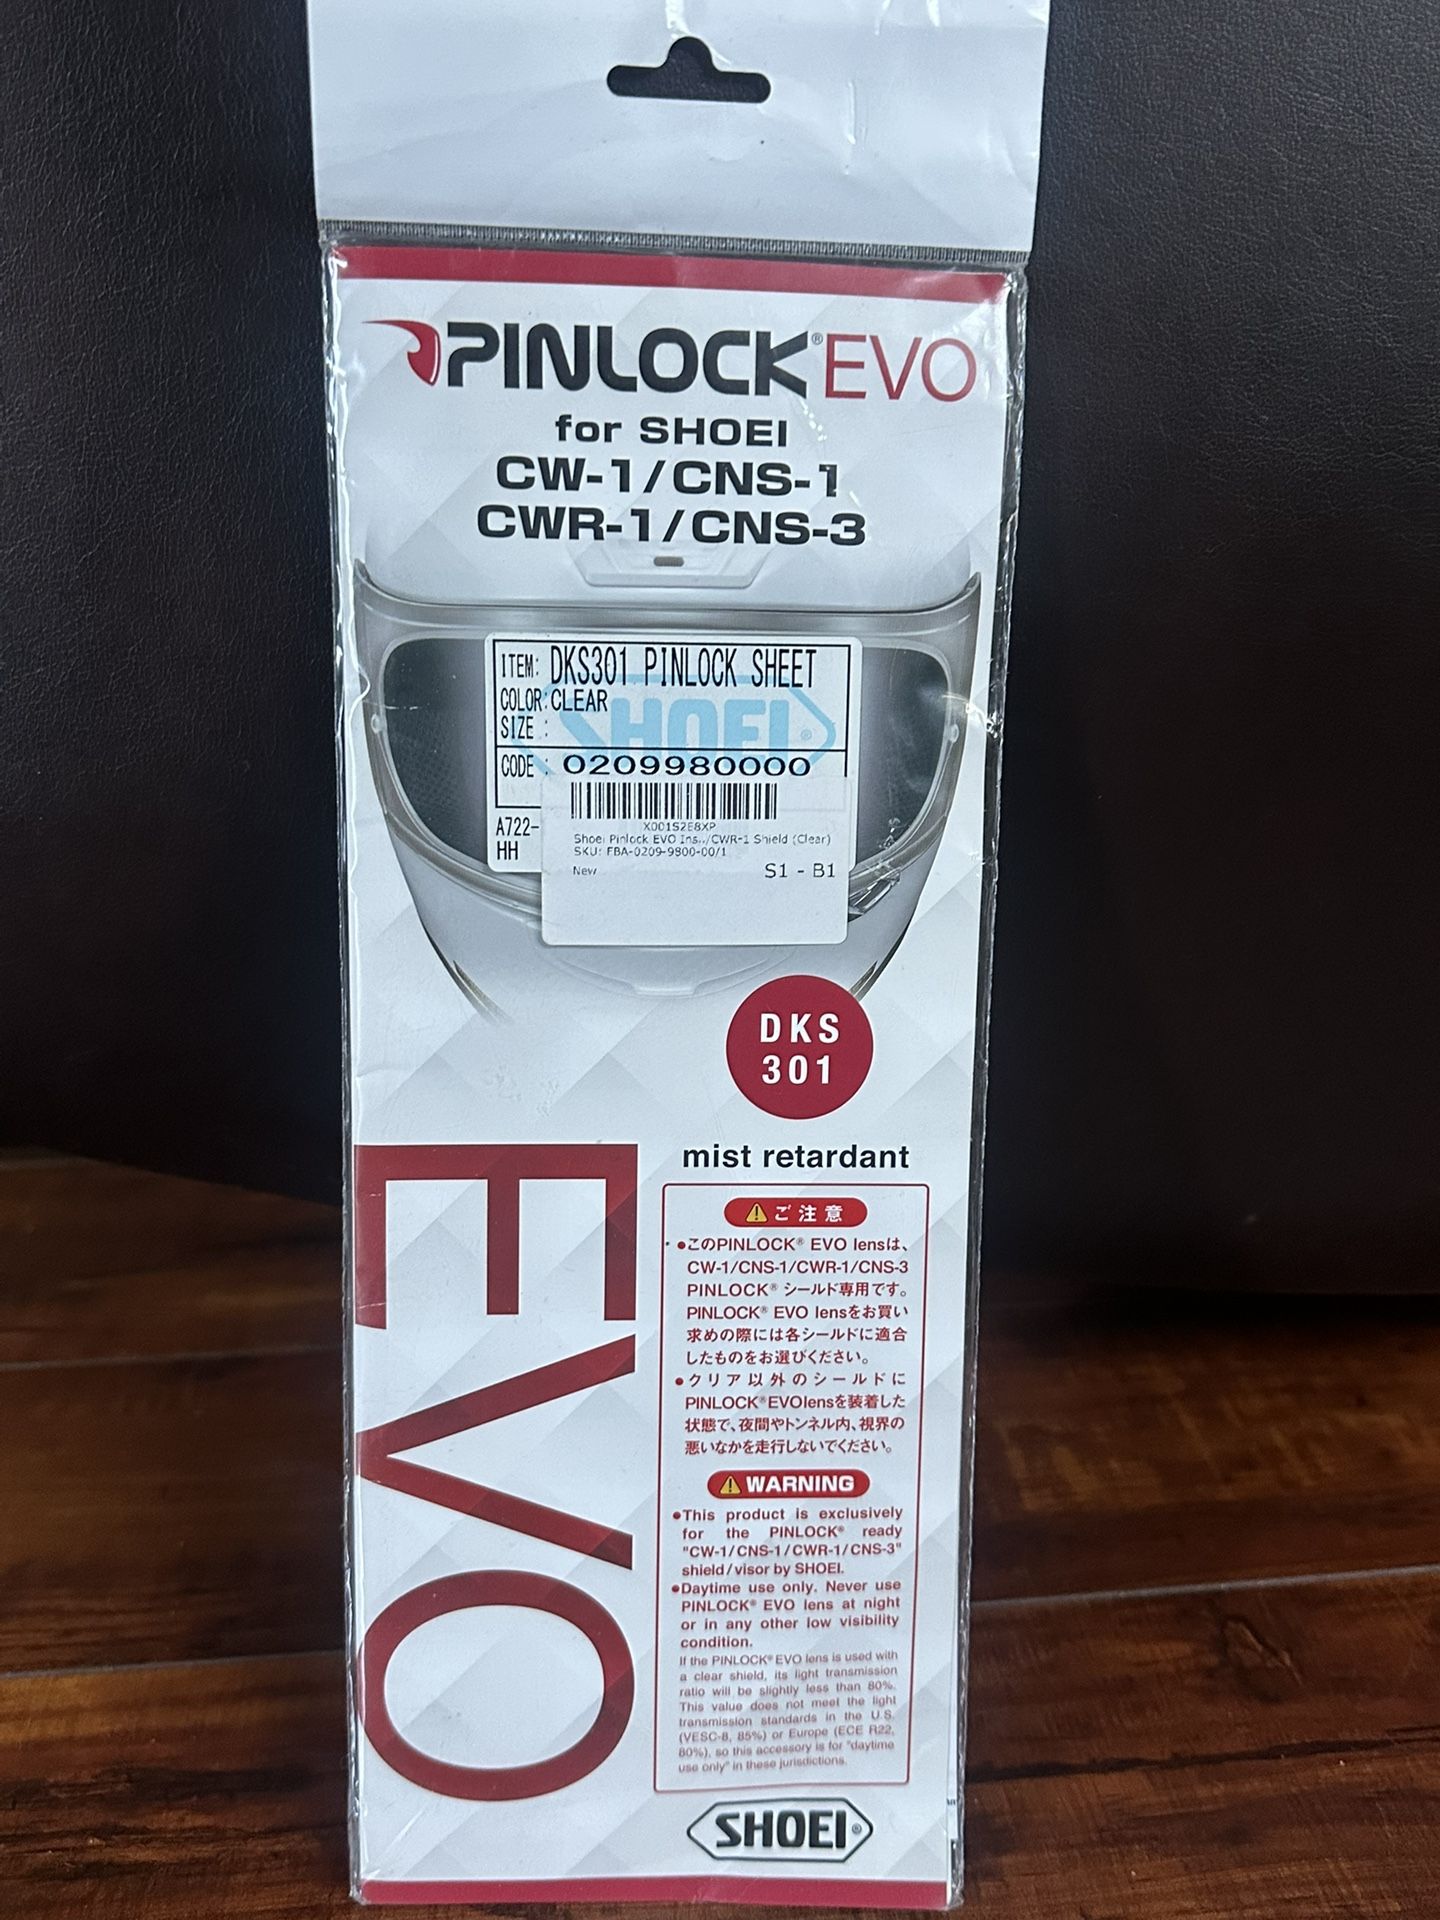 PINLOCK® EVO
for SHOEI
CW-1/CNS-1
CWR-1/CNS-3
ITEM: DKS301 PINLOCK SHEET
COLOR: CLEAR
SIZE :
SHOEI
CODE : 0209980000
A722-
HH
X001S2E8XP
Shoei Pinlock EVO Ins../CWR-1 Shield (Clear)
SKU: FBA-0209-9800-00/1
New
S1 - B1
DKS
301
EVO
mist retardant
⚠ご注意
●このPINLOCK® EVO lensは、
CW-1/CNS-1/CWR-1/CNS-3
PINLOCK® シールド専用です。
PINLOCK® EVO lensをお買い
求めの際には各シールドに適合
したものをお選びください。
●クリア以外のシールドに
PINLOCK®EVOlensを装着した
状態で、夜間やトンネル内、視界の
悪いなかを走行しないでください。
⚠WARNING
●This product is exclusively
for the PINLOCK® ready
"CW-1/CNS-1/CWR-1/CNS-3"
shield/visor by SHOEI.
●Daytime use only. Never use
PINLOCK® EVO lens at night
or in any other low visibility
condition.
If the PINLOCK® EVO lens is used with
a clear shield, its light transmission
ratio will be slightly less than 80%.
This value does not meet the light
transmission standards in the U.S.
(VESC-8, 85%) or Europe (ECE R22,
80%), so this accessory is for "daytime
use only" in these jurisdictions.
SHOEI®